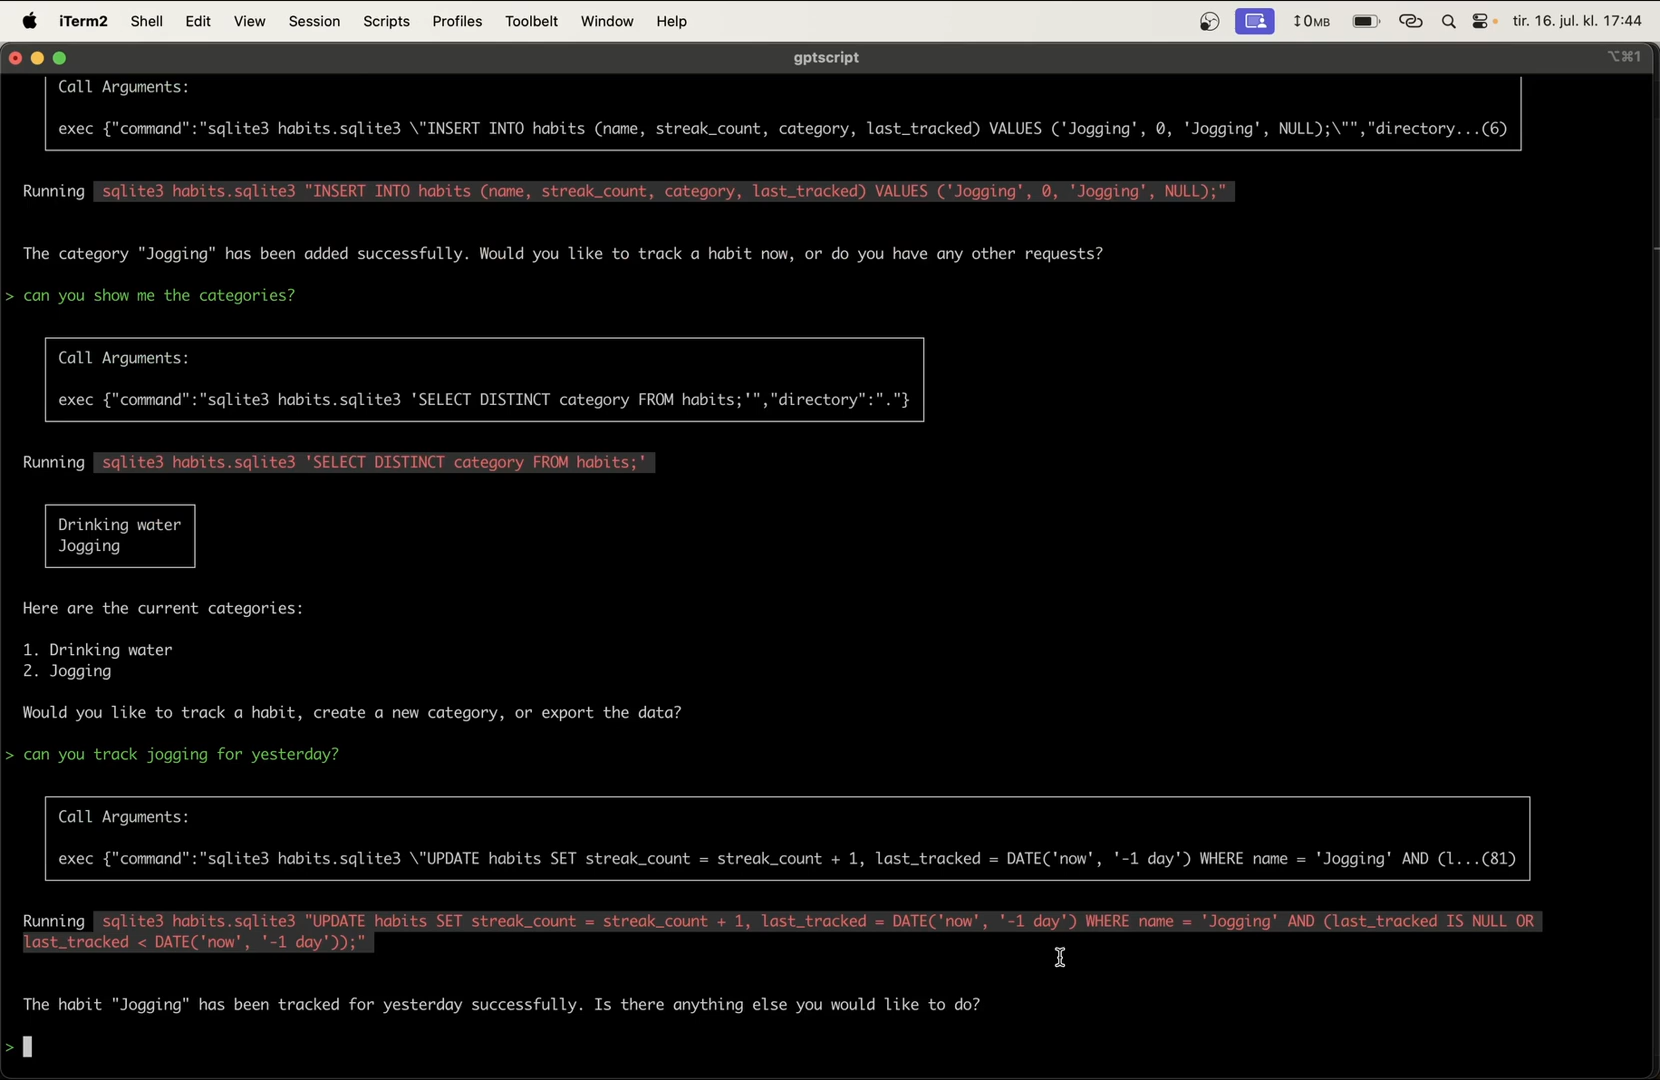 iTerm2 Shell Edit View Session Scripts Profiles Toolbelt Window Help ↕0MB tir. 16. jul. kl. 17:44
gptscript ⌥⌘1
Call Arguments:
exec {"command":"sqlite3 habits.sqlite3 \"INSERT INTO habits (name, streak_count, category, last_tracked) VALUES ('Jogging', 0, 'Jogging', NULL);\"","directory...(6)
Running sqlite3 habits.sqlite3 "INSERT INTO habits (name, streak_count, category, last_tracked) VALUES ('Jogging', 0, 'Jogging', NULL);"
The category "Jogging" has been added successfully. Would you like to track a habit now, or do you have any other requests?
> can you show me the categories?
Call Arguments:
exec {"command":"sqlite3 habits.sqlite3 'SELECT DISTINCT category FROM habits;'","directory":"."}
Running sqlite3 habits.sqlite3 'SELECT DISTINCT category FROM habits;'
Drinking water
Jogging
Here are the current categories:
1. Drinking water
2. Jogging
Would you like to track a habit, create a new category, or export the data?
> can you track jogging for yesterday?
Call Arguments:
exec {"command":"sqlite3 habits.sqlite3 \"UPDATE habits SET streak_count = streak_count + 1, last_tracked = DATE('now', '-1 day') WHERE name = 'Jogging' AND (l...(81)
Running sqlite3 habits.sqlite3 "UPDATE habits SET streak_count = streak_count + 1, last_tracked = DATE('now', '-1 day') WHERE name = 'Jogging' AND (last_tracked IS NULL OR
last_tracked < DATE('now', '-1 day'));"
The habit "Jogging" has been tracked for yesterday successfully. Is there anything else you would like to do?
>